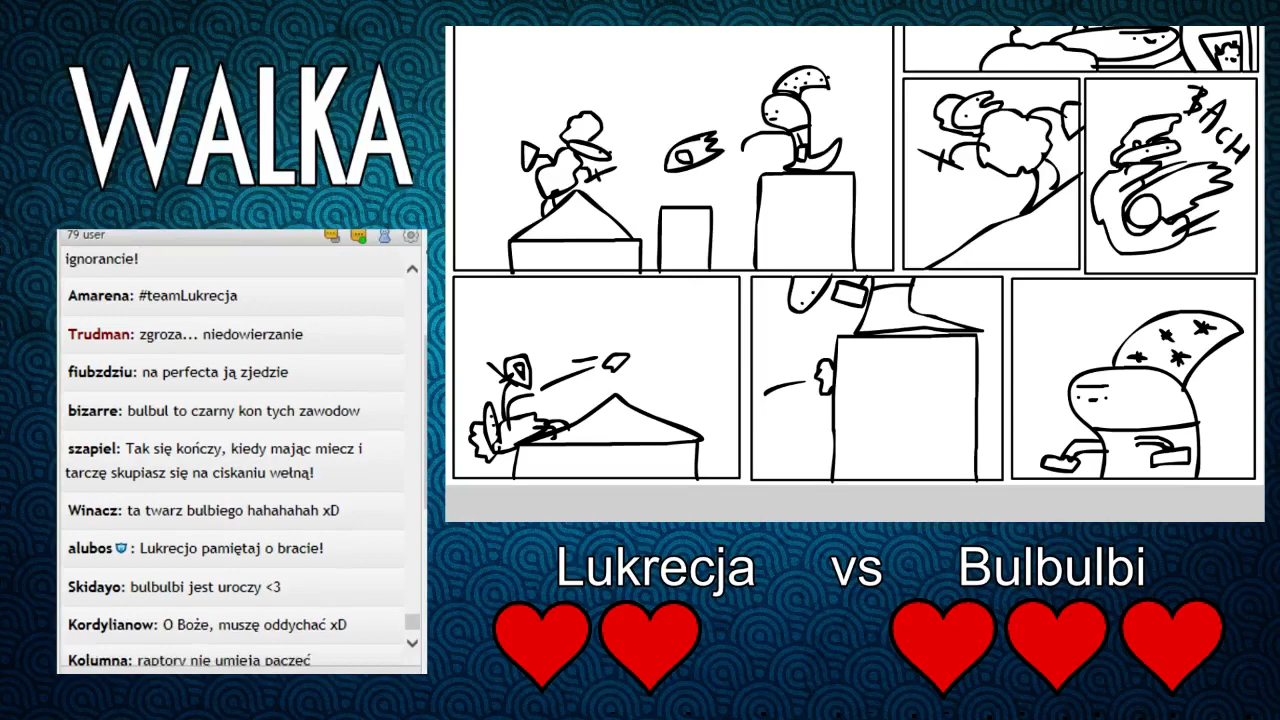 WALKA
79 user
ignorancie!
Amarena: #teamLukrecja
Trudman: zgroza... niedowierzanie
fiubzdziu: na perfecta ją zjedzie
bizarre: bulbul to czarny kon tych zawodow
szapiel: Tak się kończy, kiedy mając miecz i
tarczę skupiasz się na ciskaniu wełną!
Winacz: ta twarz bulbiego hahahahah xD
alubos : Lukrecjo pamiętaj o bracie!
Skidayo: bulbulbi jest uroczy <3
Kordylianow: O Boże, muszę oddychać xD
Kolumna: raptory nie umieją paczeć
BACH
Lukrecja vs Bulbulbi